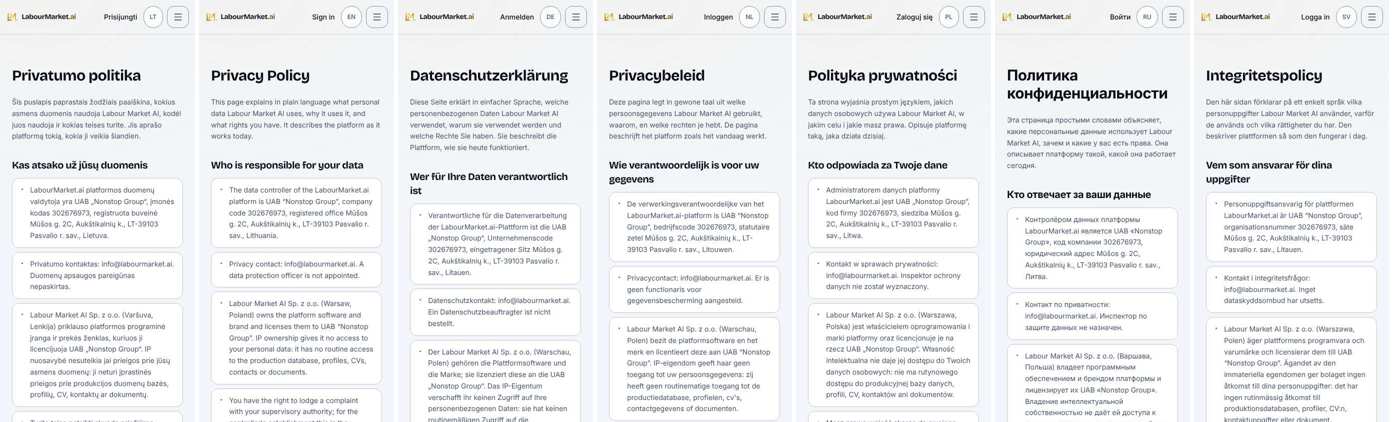 LabourMarket.ai
Prisijungti
LT
Privatumo politika
Šis puslapis paprastais žodžiais paaiškina, kokius
asmens duomenis naudoja Labour Market AI, kodėl
juos naudoja ir kokias teises turite. Jis aprašo
platformą tokią, kokia ji veikia šiandien.
Kas atsako už jūsų duomenis
LabourMarket.ai platformos duomenų
valdytoja yra UAB „Nonstop Group“, įmonės
kodas 302676973, registruota buveinė
Mūšos g. 2C, Aukštikalnių k., LT-39103
Pasvalio r. sav., Lietuva.
Privatumo kontaktas: info@labourmarket.ai.
Duomenų apsaugos pareigūnas
nepaskirtas.
Labour Market AI Sp. z o.o. (Varšuva,
Lenkija) priklauso platformos programinė
įranga ir prekės ženklas, kuriuos ji
licencijuoja UAB „Nonstop Group“. IP
nuosavybė nesuteikia jai prieigos prie jūsų
asmens duomenų: ji neturi įprastinės
prieigos prie produkcijos duomenų bazės,
profilių, CV, kontaktų ar dokumentų.
LabourMarket.ai
Sign in
EN
Privacy Policy
This page explains in plain language what personal
data Labour Market AI uses, why it uses it, and
what rights you have. It describes the platform as it
works today.
Who is responsible for your data
The data controller of the LabourMarket.ai
platform is UAB “Nonstop Group”, company
code 302676973, registered office Mūšos
g. 2C, Aukštikalnių k., LT-39103 Pasvalio r.
sav., Lithuania.
Privacy contact: info@labourmarket.ai. A
data protection officer is not appointed.
Labour Market AI Sp. z o.o. (Warsaw,
Poland) owns the platform software and
brand and licenses them to UAB “Nonstop
Group”. IP ownership gives it no access to
your personal data: it has no routine access
to the production database, profiles, CVs,
contacts or documents.
You have the right to lodge a complaint
with your supervisory authority; for the
LabourMarket.ai
Anmelden
DE
Datenschutzerklärung
Diese Seite erklärt in einfacher Sprache, welche
personenbezogenen Daten Labour Market AI
verwendet, warum sie verwendet werden und
welche Rechte Sie haben. Sie beschreibt die
Plattform, wie sie heute funktioniert.
Wer für Ihre Daten verantwortlich
ist
Verantwortliche für die Datenverarbeitung
der LabourMarket.ai-Plattform ist die UAB
„Nonstop Group“, Unternehmenscode
302676973, eingetragener Sitz Mūšos g.
2C, Aukštikalnių k., LT-39103 Pasvalio r.
sav., Litauen.
Datenschutzkontakt: info@labourmarket.ai.
Ein Datenschutzbeauftragter ist nicht
bestellt.
Der Labour Market AI Sp. z o.o. (Warschau,
Polen) gehören die Plattformsoftware und
die Marke; sie lizenziert diese an die UAB
„Nonstop Group“. Das IP-Eigentum
verschafft ihr keinen Zugriff auf Ihre
personenbezogenen Daten: sie hat keinen
routinemäßigen Zugriff auf die
LabourMarket.ai
Inloggen
NL
Privacybeleid
Deze pagina legt in gewone taal uit welke
persoonsgegevens Labour Market AI gebruikt,
waarom, en welke rechten je hebt. De pagina
beschrijft het platform zoals het vandaag werkt.
Wie verantwoordelijk is voor uw
gegevens
De verwerkingsverantwoordelijke van het
LabourMarket.ai-platform is UAB “Nonstop
Group”, bedrijfscode 302676973, statutaire
zetel Mūšos g. 2C, Aukštikalnių k., LT-
39103 Pasvalio r. sav., Litouwen.
Privacycontact: info@labourmarket.ai. Er is
geen functionaris voor
gegevensbescherming aangesteld.
Labour Market AI Sp. z o.o. (Warschau,
Polen) bezit de platformsoftware en het
merk en licentieert deze aan UAB “Nonstop
Group”. IP-eigendom geeft haar geen
toegang tot uw persoonsgegevens: zij
heeft geen routinematige toegang tot de
productiedatabase, profielen, cv's,
contactgegevens of documenten.
LabourMarket.ai
Zaloguj się
PL
Polityka prywatności
Ta strona wyjaśnia prostym językiem, jakich
danych osobowych używa Labour Market AI, w
jakim celu i jakie masz prawa. Opisuje platformę
taką, jaka działa dzisiaj.
Kto odpowiada za Twoje dane
Administratorem danych platformy
LabourMarket.ai jest UAB „Nonstop Group”,
kod firmy 302676973, siedziba Mūšos g.
2C, Aukštikalnių k., LT-39103 Pasvalio r.
sav., Litwa.
Kontakt w sprawach prywatności:
info@labourmarket.ai. Inspektor ochrony
danych nie został wyznaczony.
Labour Market AI Sp. z o.o. (Warszawa,
Polska) jest właścicielem oprogramowania i
marki platformy oraz licencjonuje je na
rzecz UAB „Nonstop Group”. Własność
intelektualna nie daje jej dostępu do Twoich
danych osobowych: nie ma rutynowego
dostępu do produkcyjnej bazy danych,
profili, CV, kontaktów ani dokumentów.
LabourMarket.ai
Войти
RU
Политика
конфиденциальности
Эта страница простыми словами объясняет,
какие персональные данные использует Labour
Market AI, зачем и какие у вас есть права. Она
описывает платформу такой, какой она работает
сегодня.
Кто отвечает за ваши данные
Контролёром данных платформы
LabourMarket.ai является UAB «Nonstop
Group», код компании 302676973,
юридический адрес Mūšos g. 2C,
Aukštikalnių k., LT-39103 Pasvalio r. sav.,
Литва.
Контакт по приватности:
info@labourmarket.ai. Инспектор по
защите данных не назначен.
Labour Market AI Sp. z o.o. (Варшава,
Польша) владеет программным
обеспечением и брендом платформы и
лицензирует их UAB «Nonstop Group».
Владение интеллектуальной
собственностью не даёт ей доступа к
LabourMarket.ai
Logga in
SV
Integritetspolicy
Den här sidan förklarar på ett enkelt språk vilka
personuppgifter Labour Market AI använder, varför
de används och vilka rättigheter du har. Den
beskriver plattformen så som den fungerar i dag.
Vem som ansvarar för dina
uppgifter
Personuppgiftsansvarig för plattformen
LabourMarket.ai är UAB ”Nonstop Group”,
organisationsnummer 302676973, säte
Mūšos g. 2C, Aukštikalnių k., LT-39103
Pasvalio r. sav., Litauen.
Kontakt i integritetsfrågor:
info@labourmarket.ai. Inget
dataskyddsombud har utsetts.
Labour Market AI Sp. z o.o. (Warszawa,
Polen) äger plattformens programvara och
varumärke och licensierar dem till UAB
”Nonstop Group”. Ägandet av den
immateriella egendomen ger bolaget ingen
åtkomst till dina personuppgifter: det har
ingen rutinmässig åtkomst till
produktionsdatabasen, profiler, CV:n,
kontaktuppgifter eller dokument.